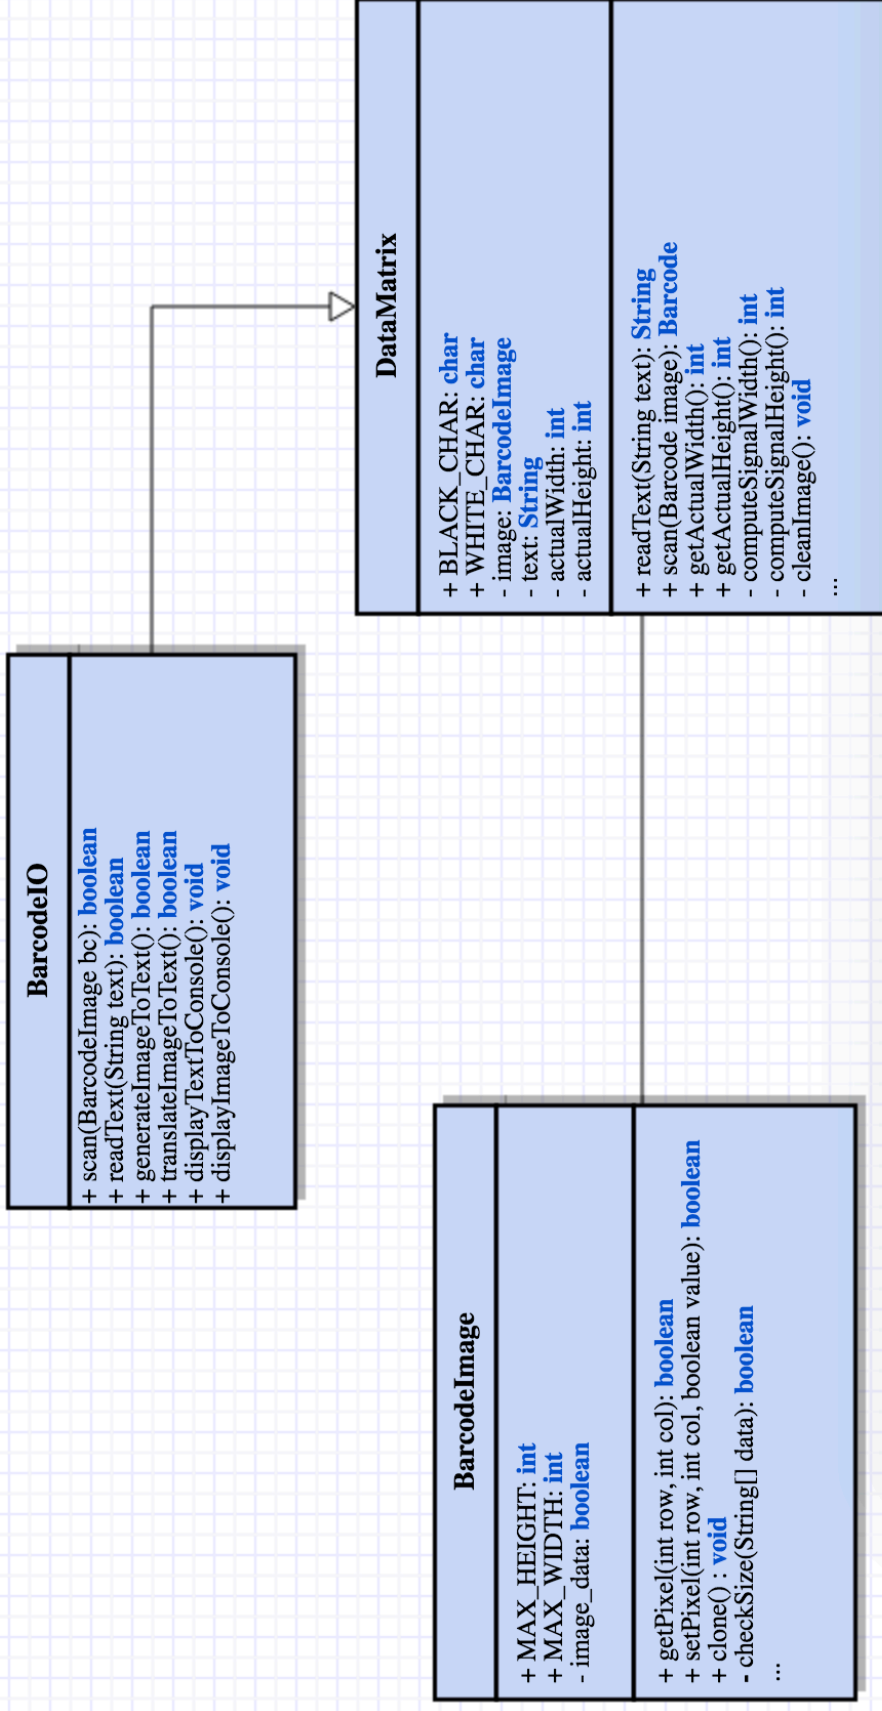 BarcodeIO
+ scan(BarcodeImage bc): boolean
+ readText(String text): boolean
+ generateImageToText(): boolean
+ translateImageToText(): boolean
+ displayTextToConsole(): void
+ displayImageToConsole(): void
BarcodeImage
+ MAX_HEIGHT: int
+ MAX_WIDTH: int
- image_data: boolean
+ getPixel(int row, int col): boolean
+ setPixel(int row, int col, boolean value): boolean
+ clone() : void
- checkSize(String[] data): boolean
...
DataMatrix
+ BLACK_CHAR: char
+ WHITE_CHAR: char
- image: BarcodeImage
- text: String
- actualWidth: int
- actualHeight: int
+ readText(String text): String
+ scan(Barcode image): Barcode
+ getActualWidth(): int
+ getActualHeight(): int
- computeSignalWidth(): int
- computeSignalHeight(): int
- cleanImage(): void
...